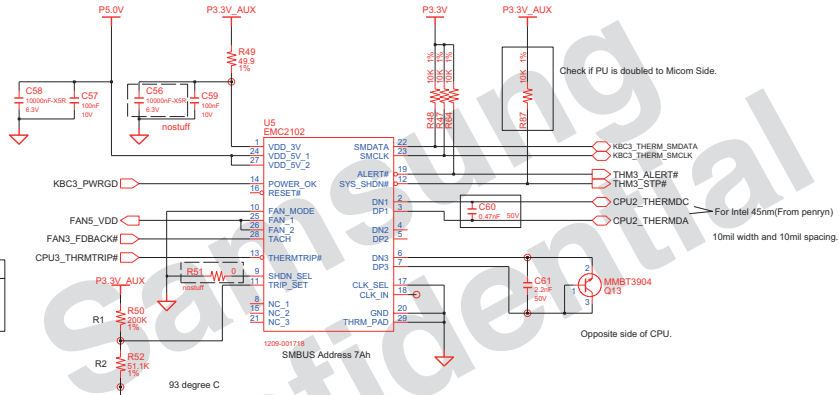 P5.0V
P3.3V_AUX
P3.3V
P3.3V_AUX
R49
49.9
1%
10K 1%
10K 1%
10K 1%
10K 1%
R48
R47
R64
R87
Check if PU is doubled to Micom Side.
C58
10000nF-X5R
6.3V
C57
100nF
10V
C56
10000nF-X5R
6.3V
C59
100nF
10V
nostuff
U5
EMC2102
1 VDD_3V
24 VDD_5V_1
27 VDD_5V_2
SMDATA 22
SMCLK 23
KBC3_THERM_SMDATA
KBC3_THERM_SMCLK
ALERT# 19
SYS_SHDN# 12
THM3_ALERT#
THM3_STP#
KBC3_PWRGD
14 POWER_OK
16 RESET#
DN1 2
DP1 3
C60
0.47nF 50V
CPU2_THERMDC
CPU2_THERMDA
For Intel 45nm(From penryn)
10mil width and 10mil spacing.
10 FAN_MODE
25 FAN_1
26 FAN_2
28 TACH
FAN5_VDD
FAN3_FDBACK#
DN2 4
DP2 5
CPU3_THRMTRIP#
13 THERMTRIP#
DN3 6
DP3 7
R51 0
nostuff
9 SHDN_SEL
11 TRIP_SET
CLK_SEL 17
CLK_IN 18
C61
2.2nF
50V
2
1
3
MMBT3904
Q13
P3.3V_AUX
8 NC_1
15 NC_2
21 NC_3
GND 20
THRM_PAD 29
R1
R50
200K
1%
Opposite side of CPU.
1209-001718
SMBUS Address 7Ah
R2
R52
51.1K
1%
93 degree C
Samsung
Confidential